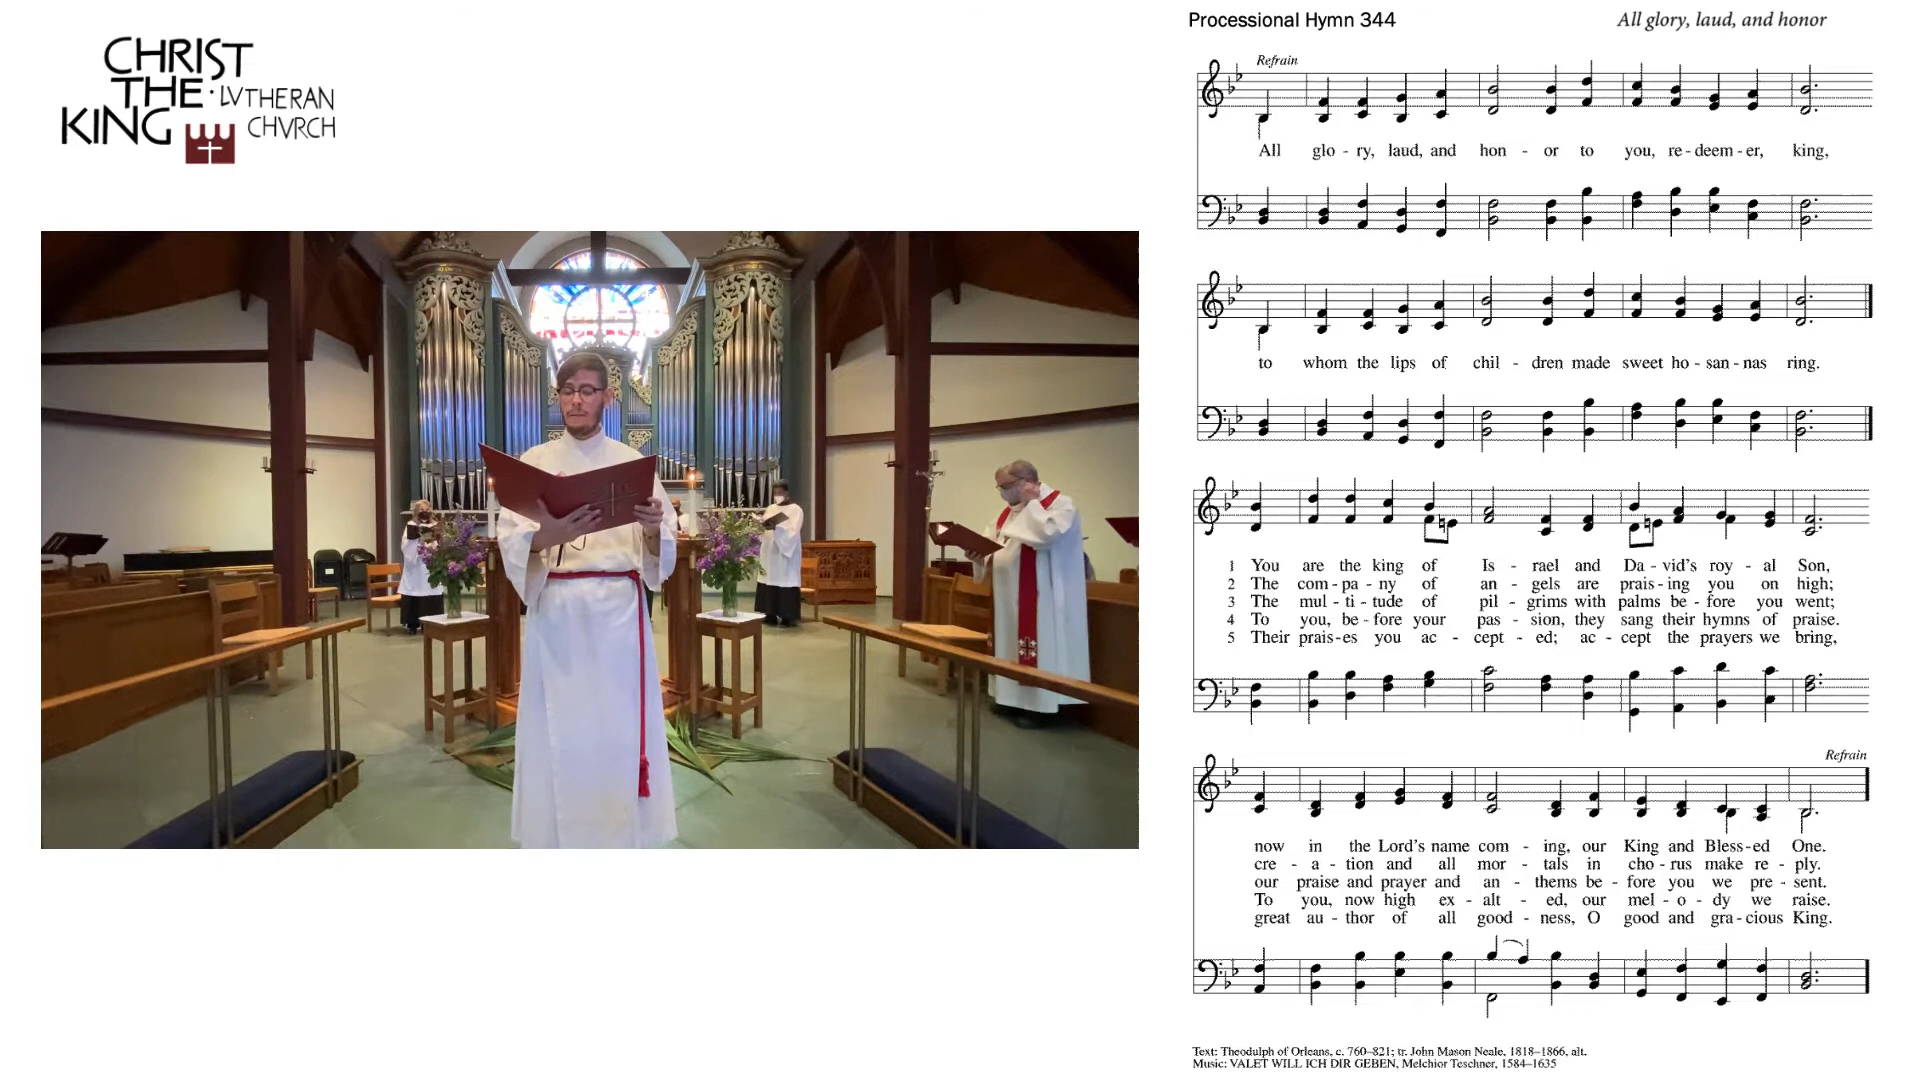 CHRIST
THE · LVTHERAN
KING CHVRCH
Processional Hymn 344
All glory, laud, and honor
Refrain
All glo - ry, laud, and hon - or to you, re - deem - er, king,
to whom the lips of chil - dren made sweet ho - san - nas ring.
1 You are the king of Is - rael and Da - vid's roy - al Son,
2 The com - pa - ny of an - gels are prais - ing you on high;
3 The mul - ti - tude of pil - grims with palms be - fore you went;
4 To you, be - fore your pas - sion, they sang their hymns of praise.
5 Their prais - es you ac - cept - ed; ac - cept the prayers we bring,
Refrain
now in the Lord's name com - ing, our King and Bless - ed One.
cre - a - tion and all mor - tals in cho - rus make re - ply.
our praise and prayer and an - thems be - fore you we pre - sent.
To you, now high ex - alt - ed, our mel - o - dy we raise.
great au - thor of all good - ness, O good and gra - cious King.
Text: Theodulph of Orleans, c. 760–821; tr. John Mason Neale, 1818–1866, alt.
Music: VALET WILL ICH DIR GEBEN, Melchior Teschner, 1584–1635